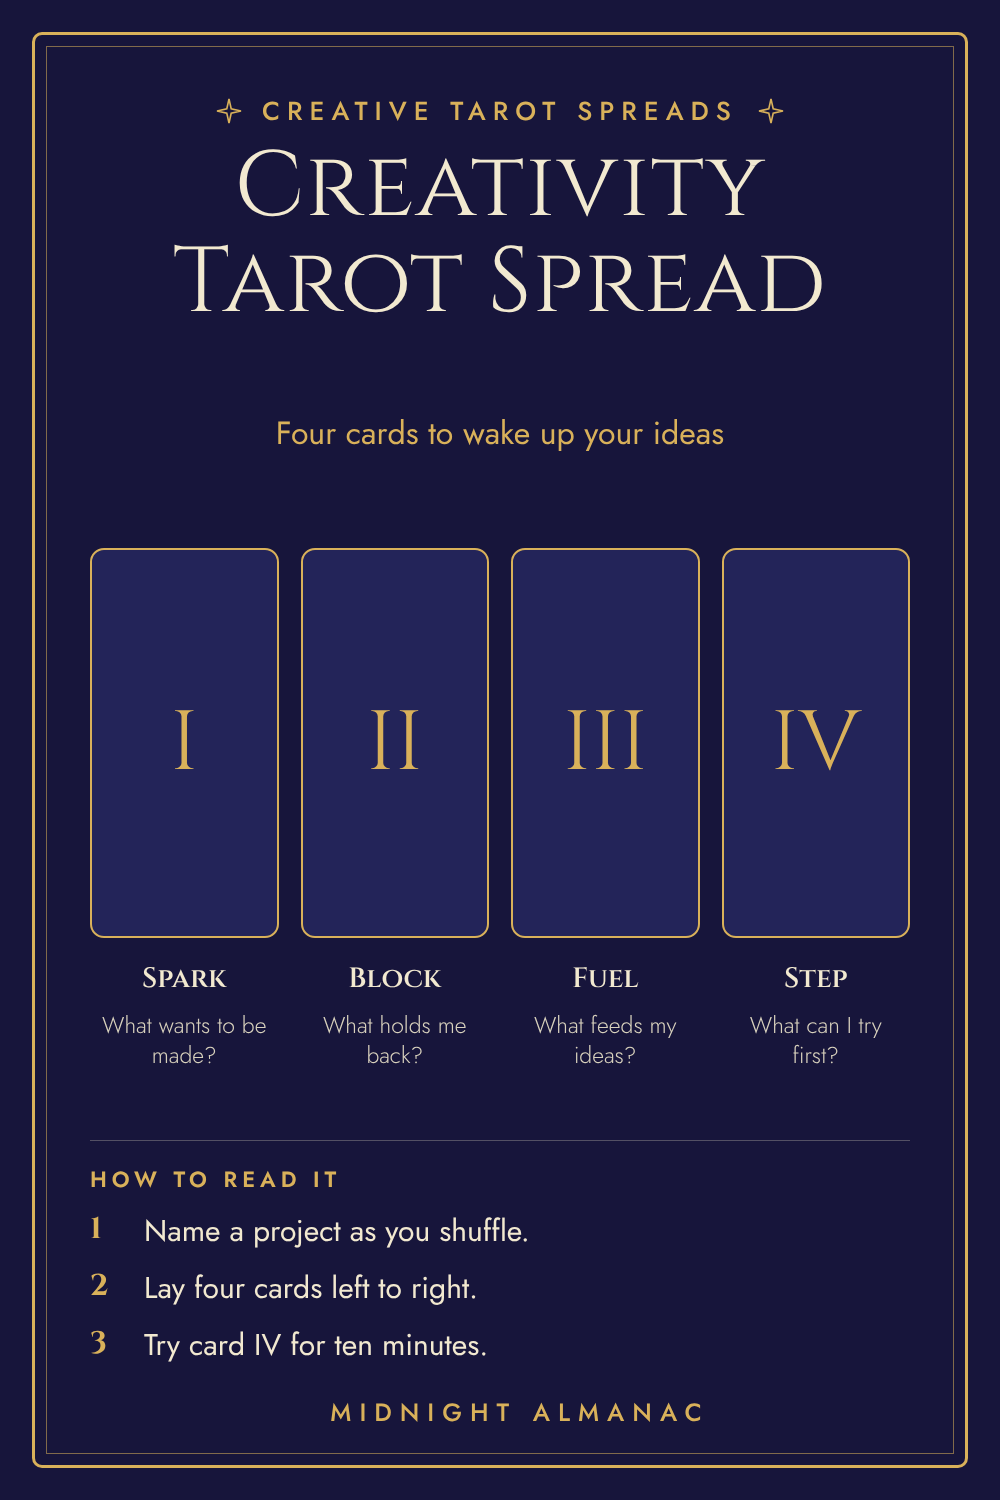 CREATIVE TAROT SPREADS
CREATIVITY
TAROT SPREAD
Four cards to wake up your ideas
I
II
III
IV
SPARK
What wants to be
made?
BLOCK
What holds me
back?
FUEL
What feeds my
ideas?
STEP
What can I try
first?
HOW TO READ IT
1 Name a project as you shuffle.
2 Lay four cards left to right.
3 Try card IV for ten minutes.
MIDNIGHT ALMANAC